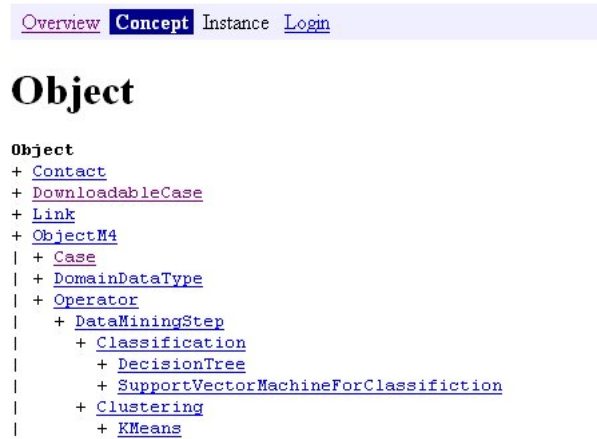 Overview Concept Instance Login
Object
Object
+ Contact
+ DownloadableCase
+ Link
+ ObjectM4
| + Case
| + DomainDataType
| + Operator
|   + DataMiningStep
|     + Classification
|       + DecisionTree
|       + SupportVectorMachineForClassifiction
|     + Clustering
|       + KMeans